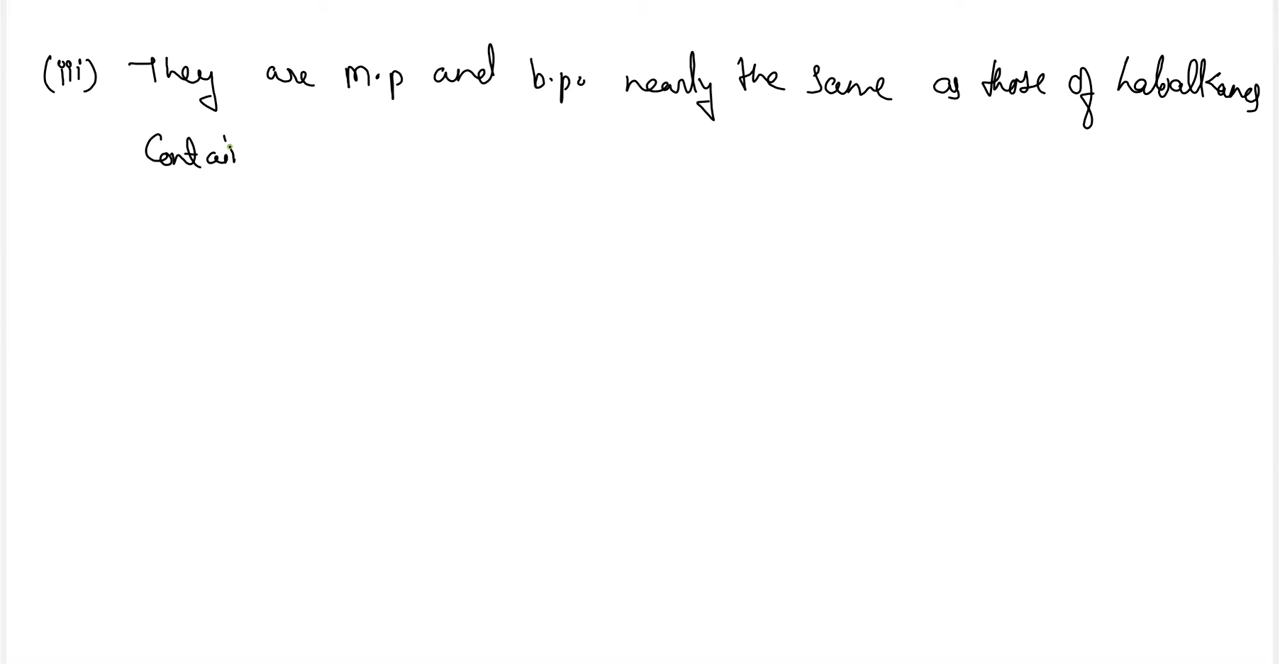 (iii) They are m.p and b.p. nearly the same as those of haloalkanes
Contai